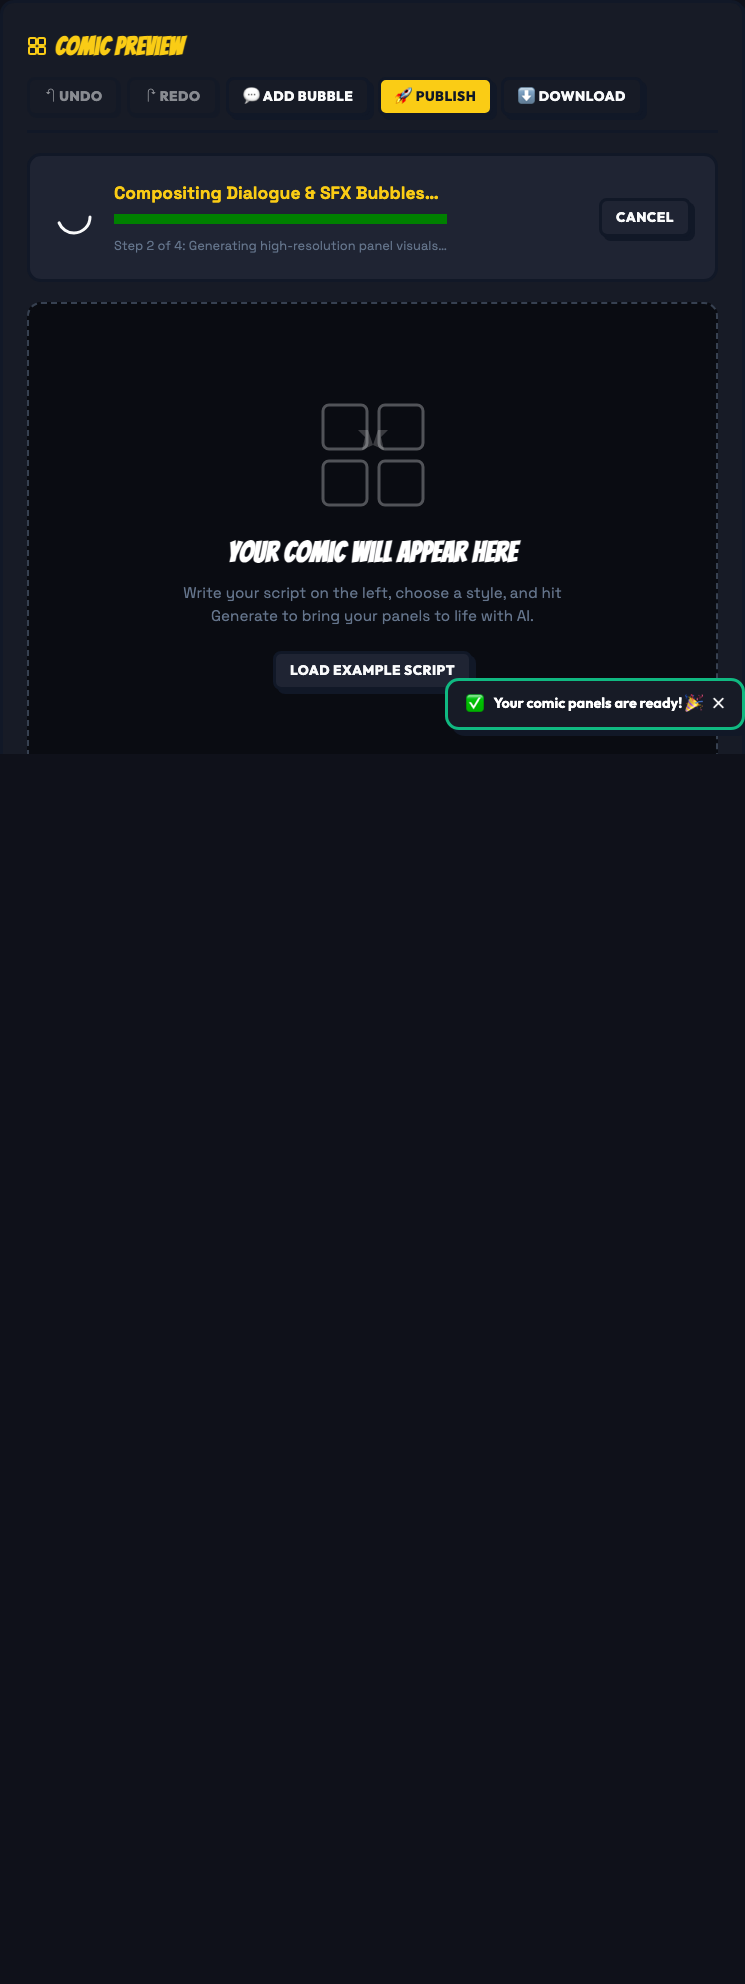 COMIC PREVIEW
UNDO REDO ADD BUBBLE PUBLISH DOWNLOAD
Compositing Dialogue & SFX Bubbles...
CANCEL
Step 2 of 4: Generating high-resolution panel visuals...
YOUR COMIC WILL APPEAR HERE
Write your script on the left, choose a style, and hit
Generate to bring your panels to life with AI.
LOAD EXAMPLE SCRIPT
✅ Your comic panels are ready! 🎉 ✕